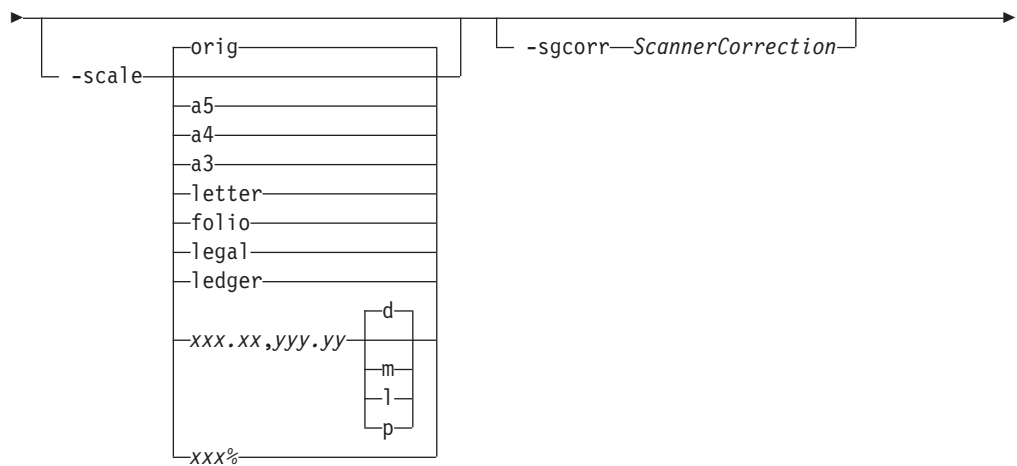 orig
-sgcorr ScannerCorrection
-scale
a5
a4
a3
letter
folio
legal
ledger
d
xxx.xx,yyy.yy
m
l
p
xxx%